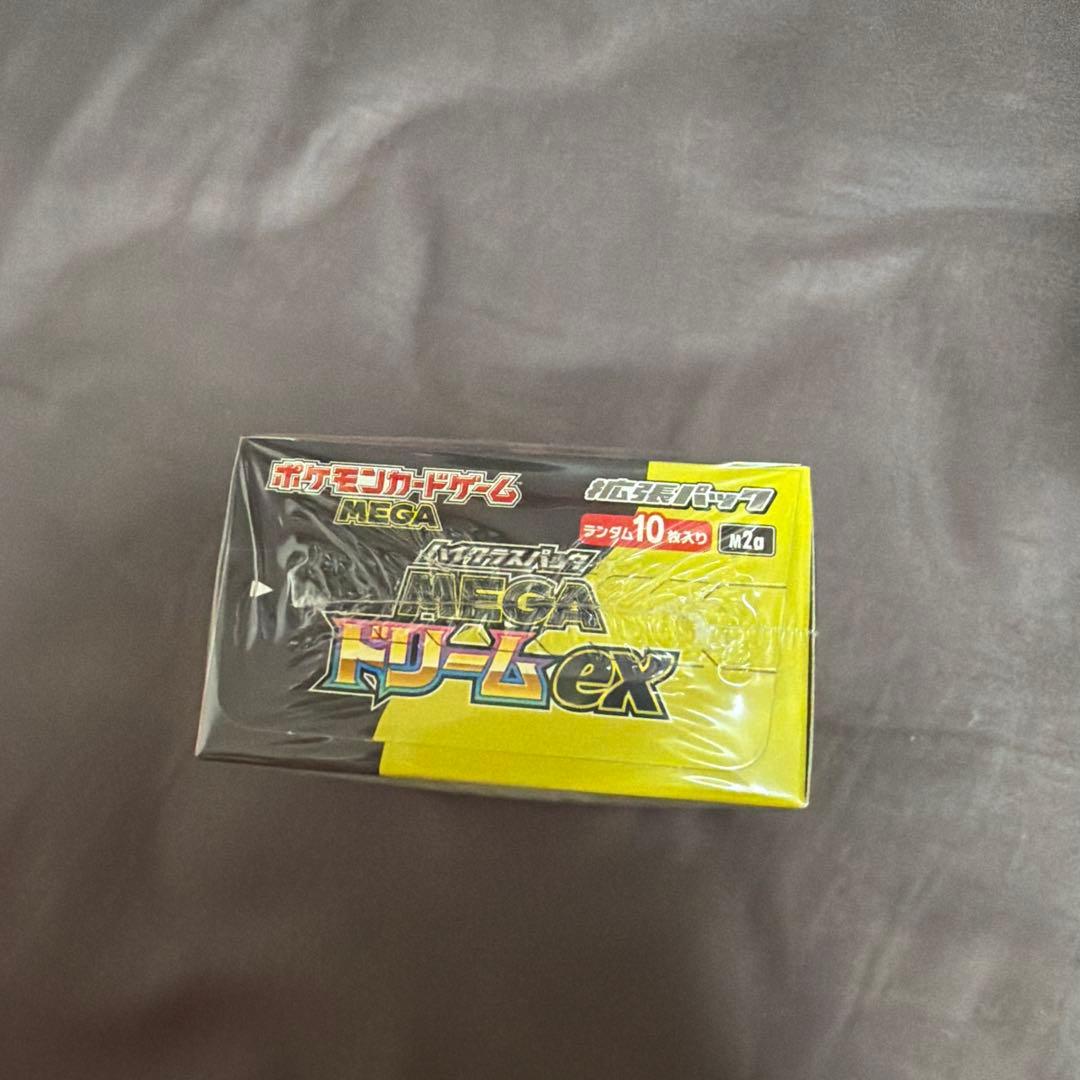 ポケモンカードゲーム
MEGA
拡張パック
ランダム10枚入り
M2a
ハイクラスパック
MEGA
ドリームex